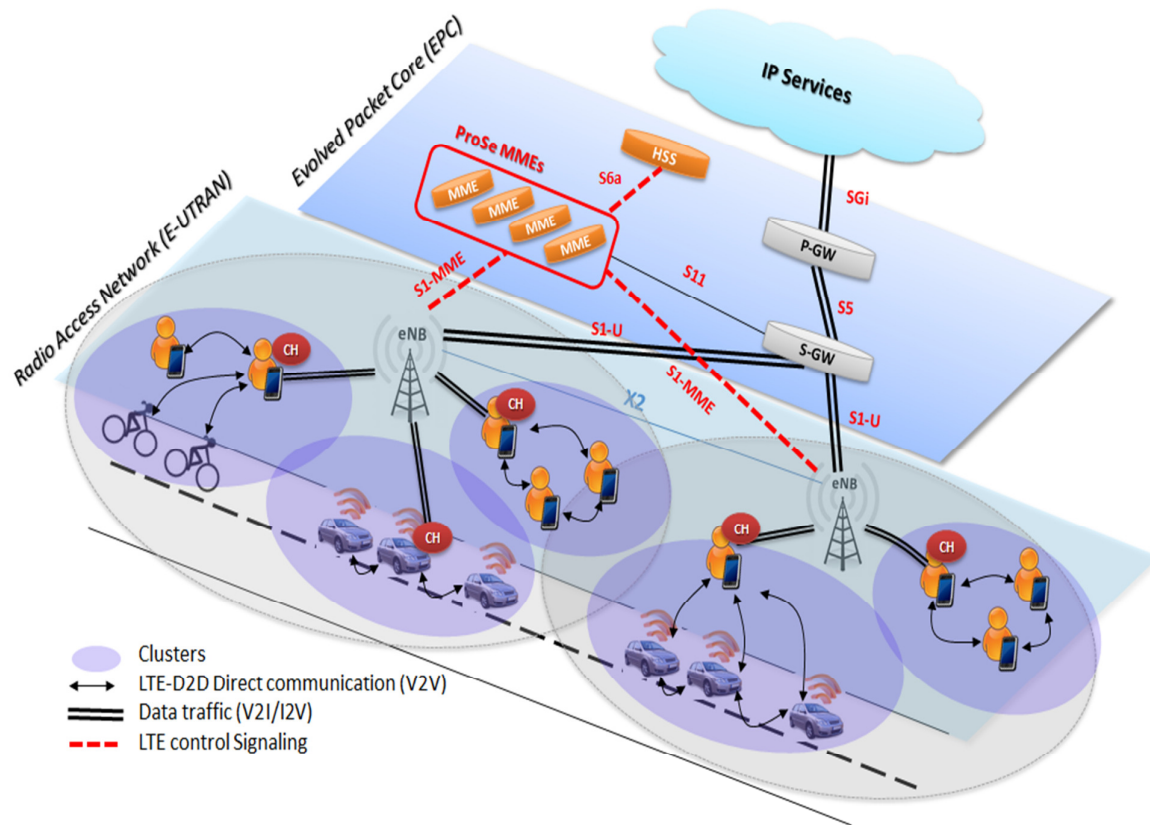 IP Services
Evolved Packet Core (EPC)
ProSe MMEs
HSS
S6a
MME
MME
MME
MME
SGi
P-GW
Radio Access Network (E-UTRAN)
S1-MME
S11
S5
S1-U
S-GW
eNB
CH
S1-MME
X2
CH
S1-U
eNB
CH
CH
CH
Clusters
LTE-D2D Direct communication (V2V)
Data traffic (V2I/I2V)
LTE control Signaling